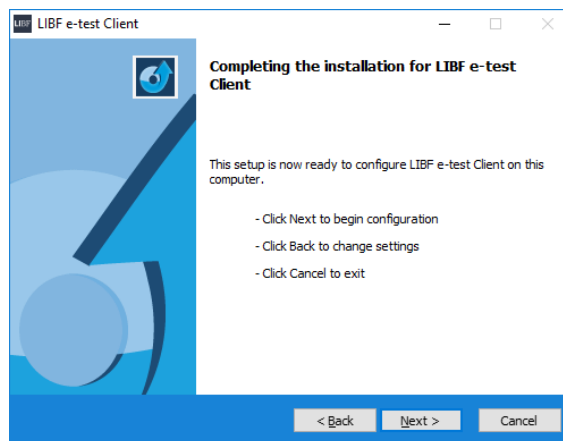 LIBF LIBF e-test Client
Completing the installation for LIBF e-test
Client
This setup is now ready to configure LIBF e-test Client on this
computer.
- Click Next to begin configuration
- Click Back to change settings
- Click Cancel to exit
< Back Next > Cancel